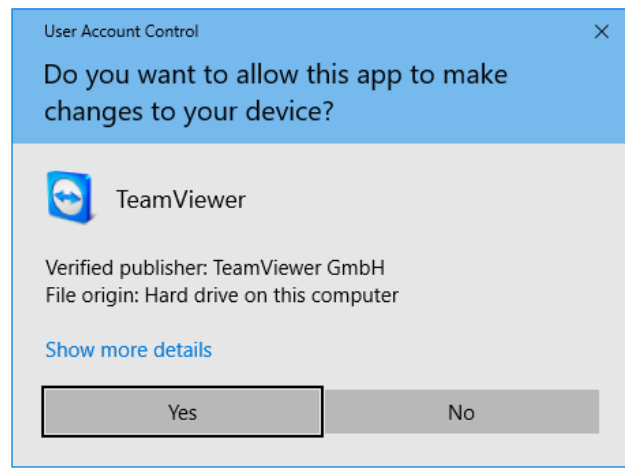 User Account Control
Do you want to allow this app to make
changes to your device?
TeamViewer
Verified publisher: TeamViewer GmbH
File origin: Hard drive on this computer
Show more details
Yes
No